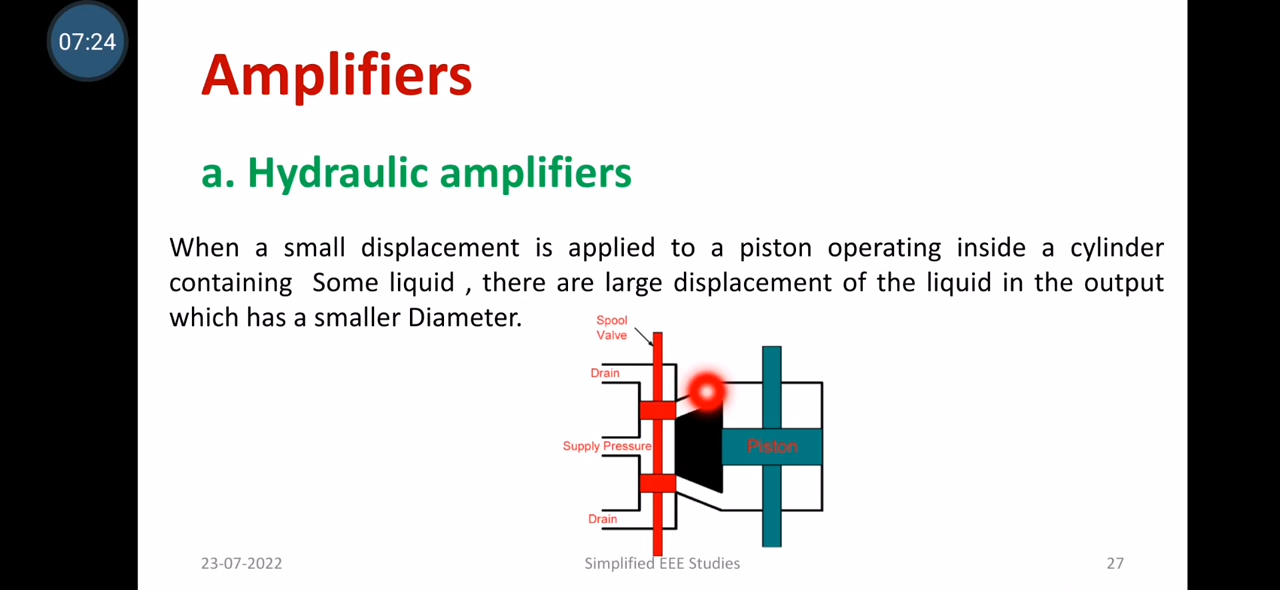 07:24
Amplifiers
a. Hydraulic amplifiers
When a small displacement is applied to a piston operating inside a cylinder
containing Some liquid , there are large displacement of the liquid in the output
which has a smaller Diameter.
Spool
Valve
Drain
Supply Pressure
Piston
Drain
23-07-2022
Simplified EEE Studies
27